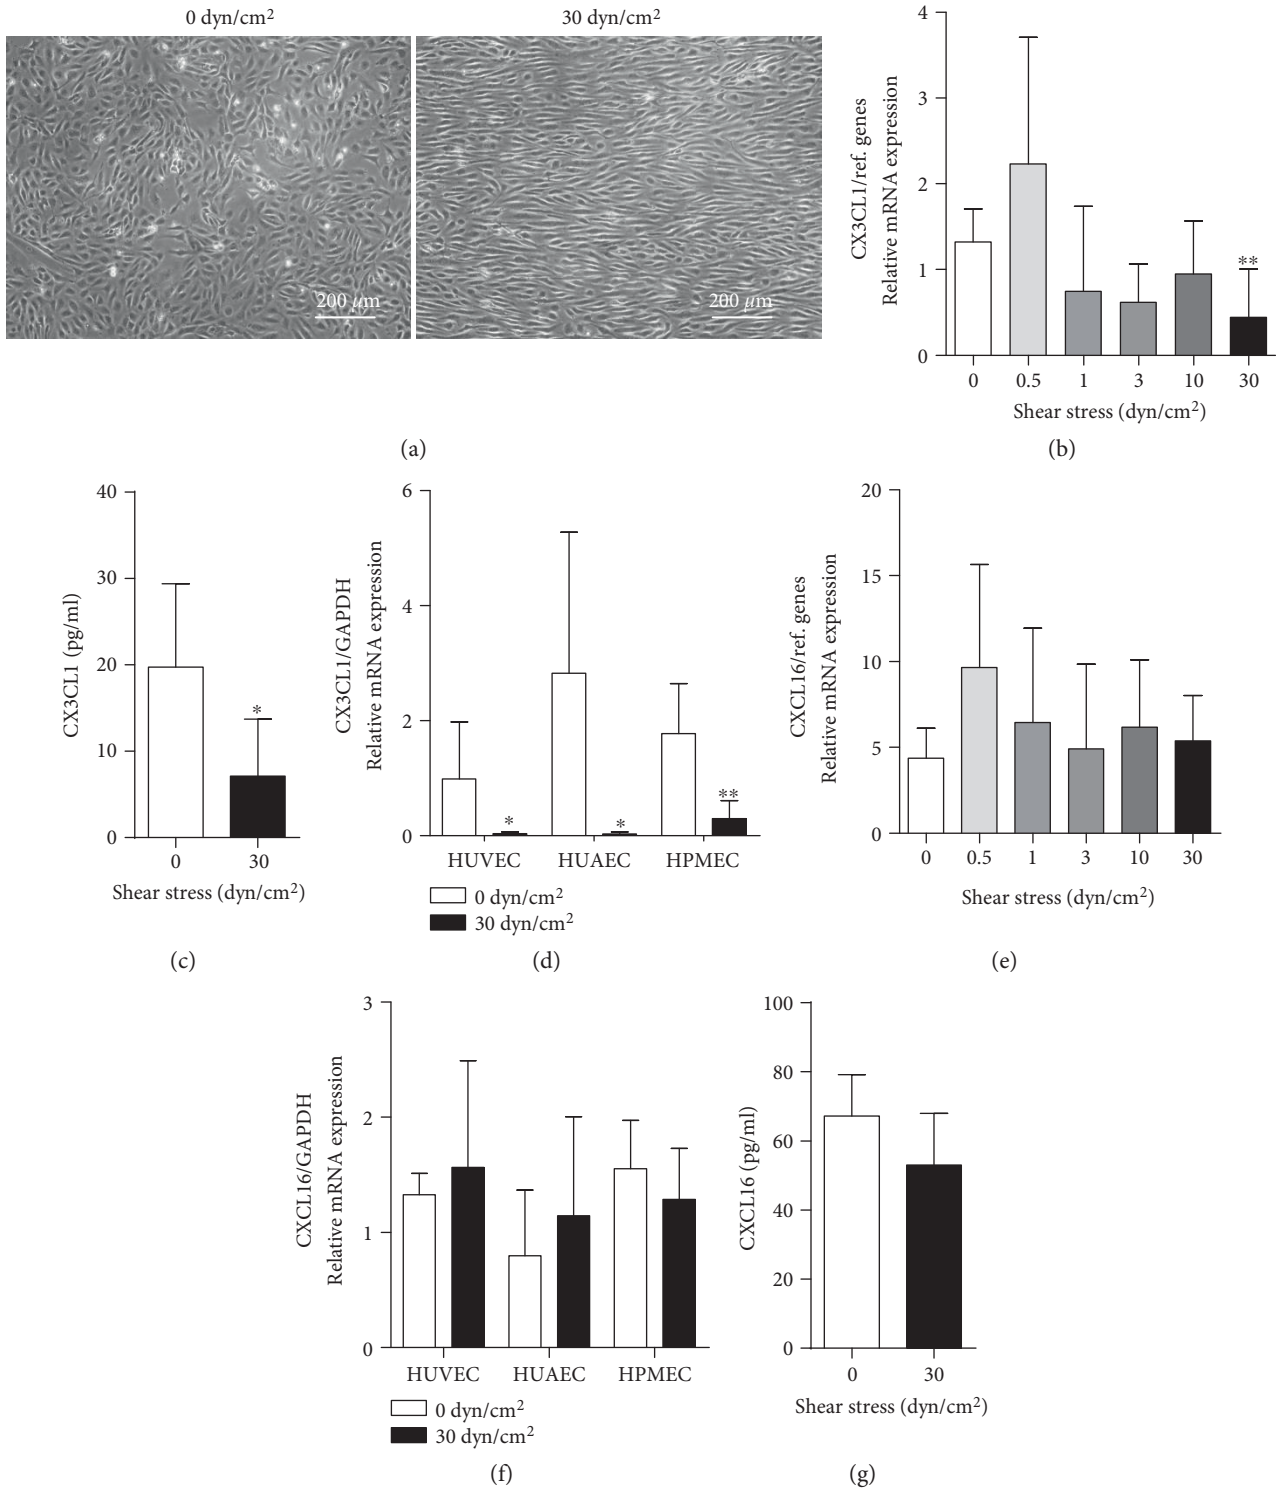 0 dyn/cm²
30 dyn/cm²
200 μm
200 μm
(a)
CX3CL1/ref. genes
Relative mRNA expression
4
3
2
1
0
**
0 0.5 1 3 10 30
Shear stress (dyn/cm²)
(b)
CX3CL1 (pg/ml)
40
30
20
10
0
*
0 30
Shear stress (dyn/cm²)
(c)
CX3CL1/GAPDH
Relative mRNA expression
6
4
2
0
* * **
HUVEC HUAEC HPMEC
0 dyn/cm²
30 dyn/cm²
(d)
CXCL16/ref. genes
Relative mRNA expression
20
15
10
5
0
0 0.5 1 3 10 30
Shear stress (dyn/cm²)
(e)
CXCL16/GAPDH
Relative mRNA expression
3
2
1
0
HUVEC HUAEC HPMEC
0 dyn/cm²
30 dyn/cm²
(f)
CXCL16 (pg/ml)
100
80
60
40
20
0
0 30
Shear stress (dyn/cm²)
(g)